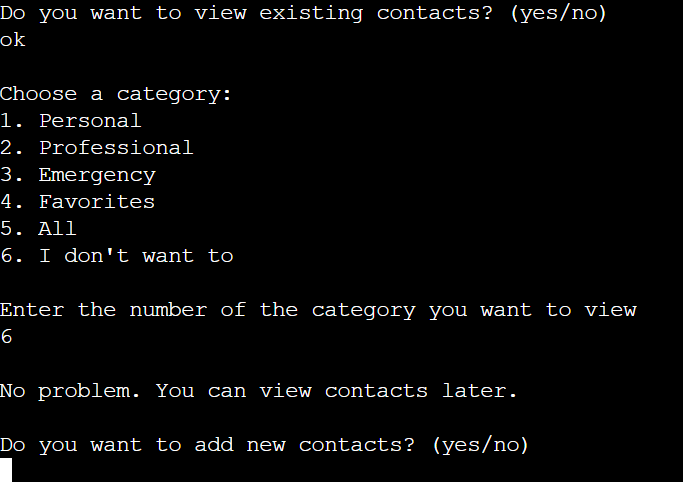 Do you want to view existing contacts? (yes/no)
ok
Choose a category:
1. Personal
2. Professional
3. Emergency
4. Favorites
5. All
6. I don't want to
Enter the number of the category you want to view
6
No problem. You can view contacts later.
Do you want to add new contacts? (yes/no)